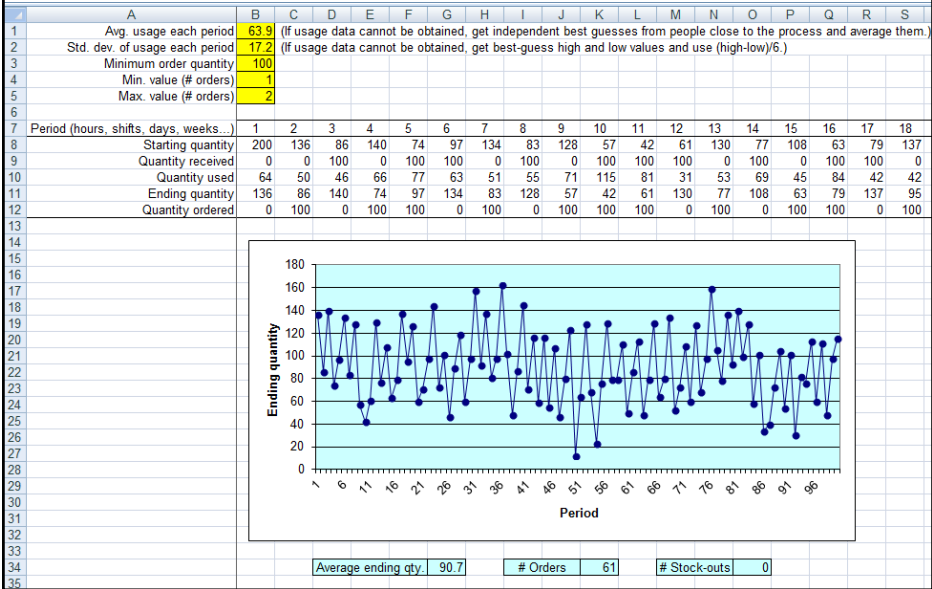 A B C D E F G H I J K L M N O P Q R S
1 Avg. usage each period 63.9 (If usage data cannot be obtained, get independent best guesses from people close to the process and average them.)
2 Std. dev. of usage each period 17.2 (If usage data cannot be obtained, get best-guess high and low values and use (high-low)/6.)
3 Minimum order quantity 100
4 Min. value (# orders) 1
5 Max. value (# orders) 2
6
7 Period (hours, shifts, days, weeks...) 1 2 3 4 5 6 7 8 9 10 11 12 13 14 15 16 17 18
8 Starting quantity 200 136 86 140 74 97 134 83 128 57 42 61 130 77 108 63 79 137
9 Quantity received 0 0 100 0 100 100 0 100 0 100 100 100 0 100 0 100 100 0
10 Quantity used 64 50 46 66 77 63 51 55 71 115 81 31 53 69 45 84 42 42
11 Ending quantity 136 86 140 74 97 134 83 128 57 42 61 130 77 108 63 79 137 95
12 Quantity ordered 0 100 0 100 100 0 100 0 100 100 100 0 100 0 100 100 0 100
13
14
15
16
17
18
19
20
21
22
23
24
25
26
27
28
29
30
31
32
33
34
35
180
160
140
120
100
80
60
40
20
0
Ending quantity
1 6 11 16 21 26 31 36 41 46 51 56 61 66 71 76 81 86 91 96
Period
Average ending qty. 90.7 # Orders 61 # Stock-outs 0